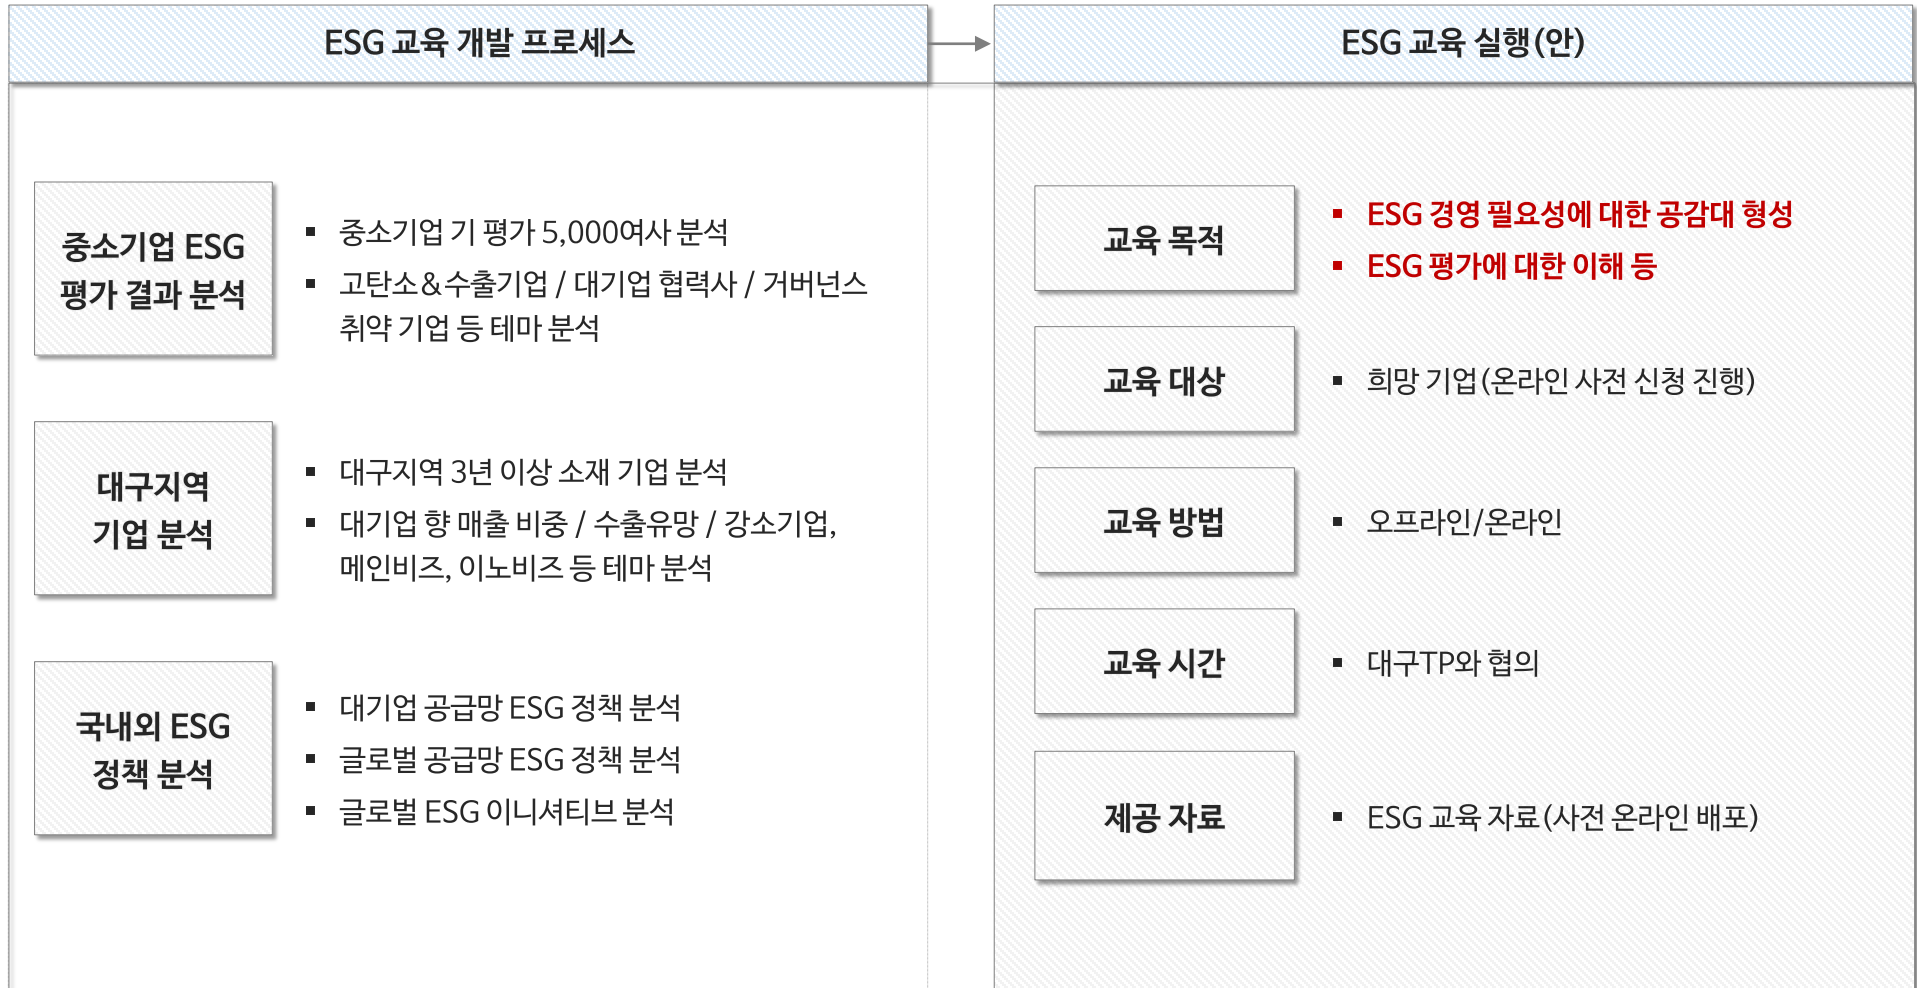 ESG 교육 개발 프로세스
중소기업 ESG
평가 결과 분석
▪ 중소기업 기 평가 5,000여사 분석
▪ 고탄소&수출기업 / 대기업 협력사 / 거버넌스
취약 기업 등 테마 분석
대구지역
기업 분석
▪ 대구지역 3년 이상 소재 기업 분석
▪ 대기업 향 매출 비중 / 수출유망 / 강소기업,
메인비즈, 이노비즈 등 테마 분석
국내외 ESG
정책 분석
▪ 대기업 공급망 ESG 정책 분석
▪ 글로벌 공급망 ESG 정책 분석
▪ 글로벌 ESG 이니셔티브 분석
ESG 교육 실행(안)
교육 목적
▪ ESG 경영 필요성에 대한 공감대 형성
▪ ESG 평가에 대한 이해 등
교육 대상
▪ 희망 기업(온라인 사전 신청 진행)
교육 방법
▪ 오프라인/온라인
교육 시간
▪ 대구TP와 협의
제공 자료
▪ ESG 교육 자료(사전 온라인 배포)